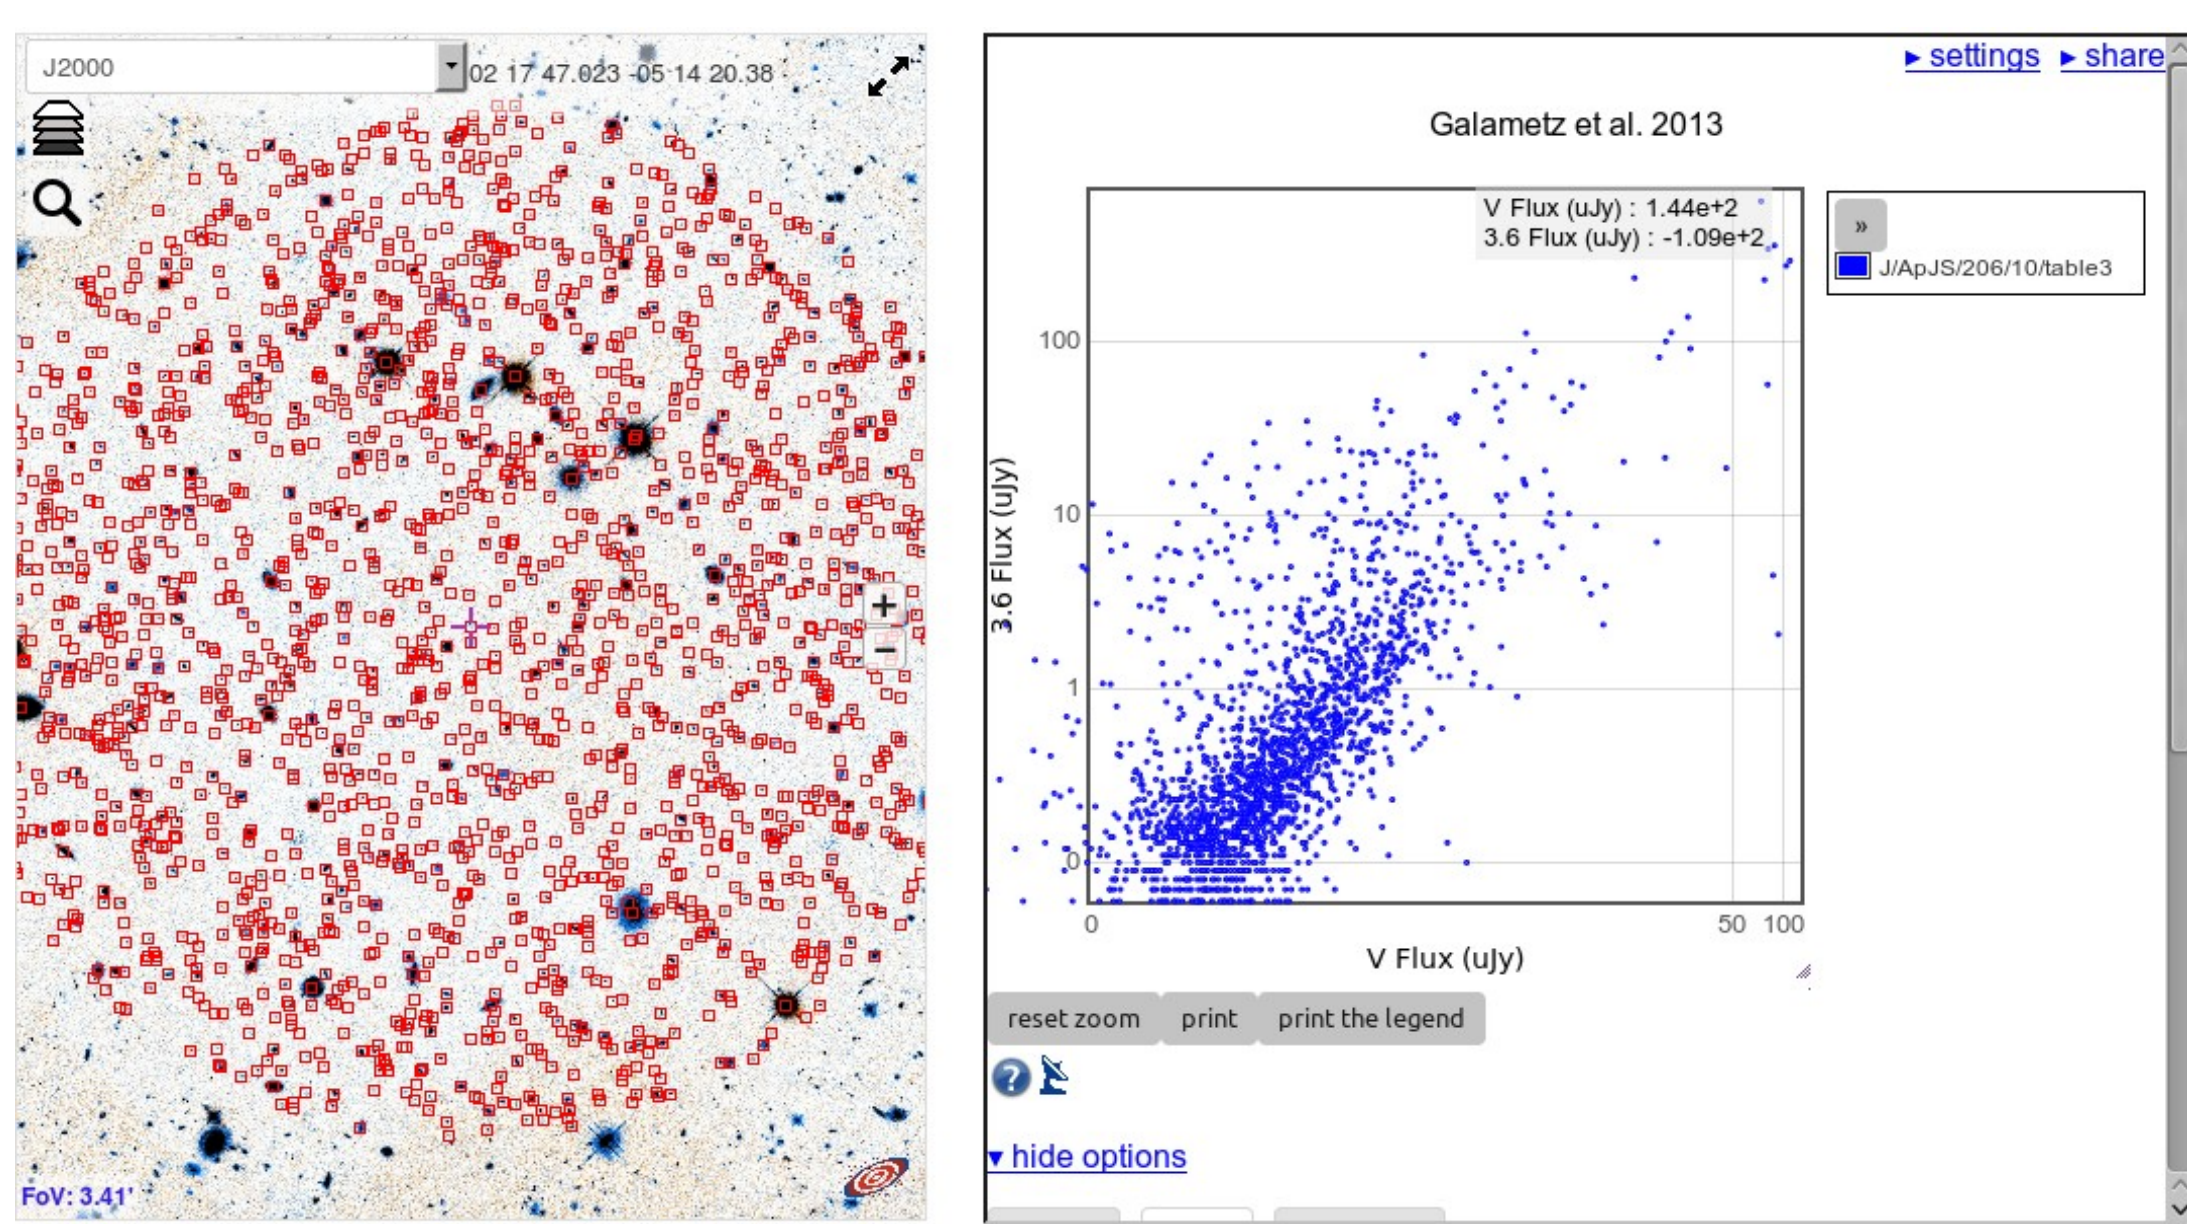 J2000
02 17 47.023 -05 14 20.38
FoV: 3.41'
▸ settings ▸ share
Galametz et al. 2013
V Flux (uJy) : 1.44e+2
3.6 Flux (uJy) : -1.09e+2
»
J/ApJS/206/10/table3
3.6 Flux (uJy)
100
10
1
0
0
50
100
V Flux (uJy)
reset zoom
print
print the legend
?
▾ hide options
+
−